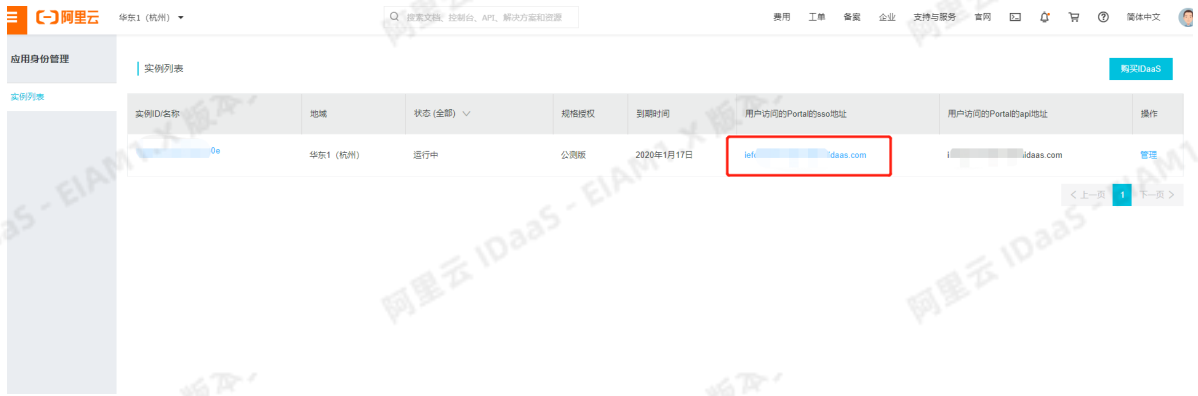 阿里云 华东1（杭州） 搜索文档、控制台、API、解决方案和资源 费用 工单 备案 企业 支持与服务 官网 简体中文
应用身份管理
实例列表
实例列表
购买IDaaS
实例ID/名称 地域 状态 (全部) 规格授权 到期时间 用户访问的Portal的sso地址 用户访问的Portal的api地址 操作
0e 华东1（杭州） 运行中 公测版 2020年1月17日 idaas.com idaas.com 管理
< 上一页 1 下一页 >
阿里云 IDaaS - EIAM1.X 版本.